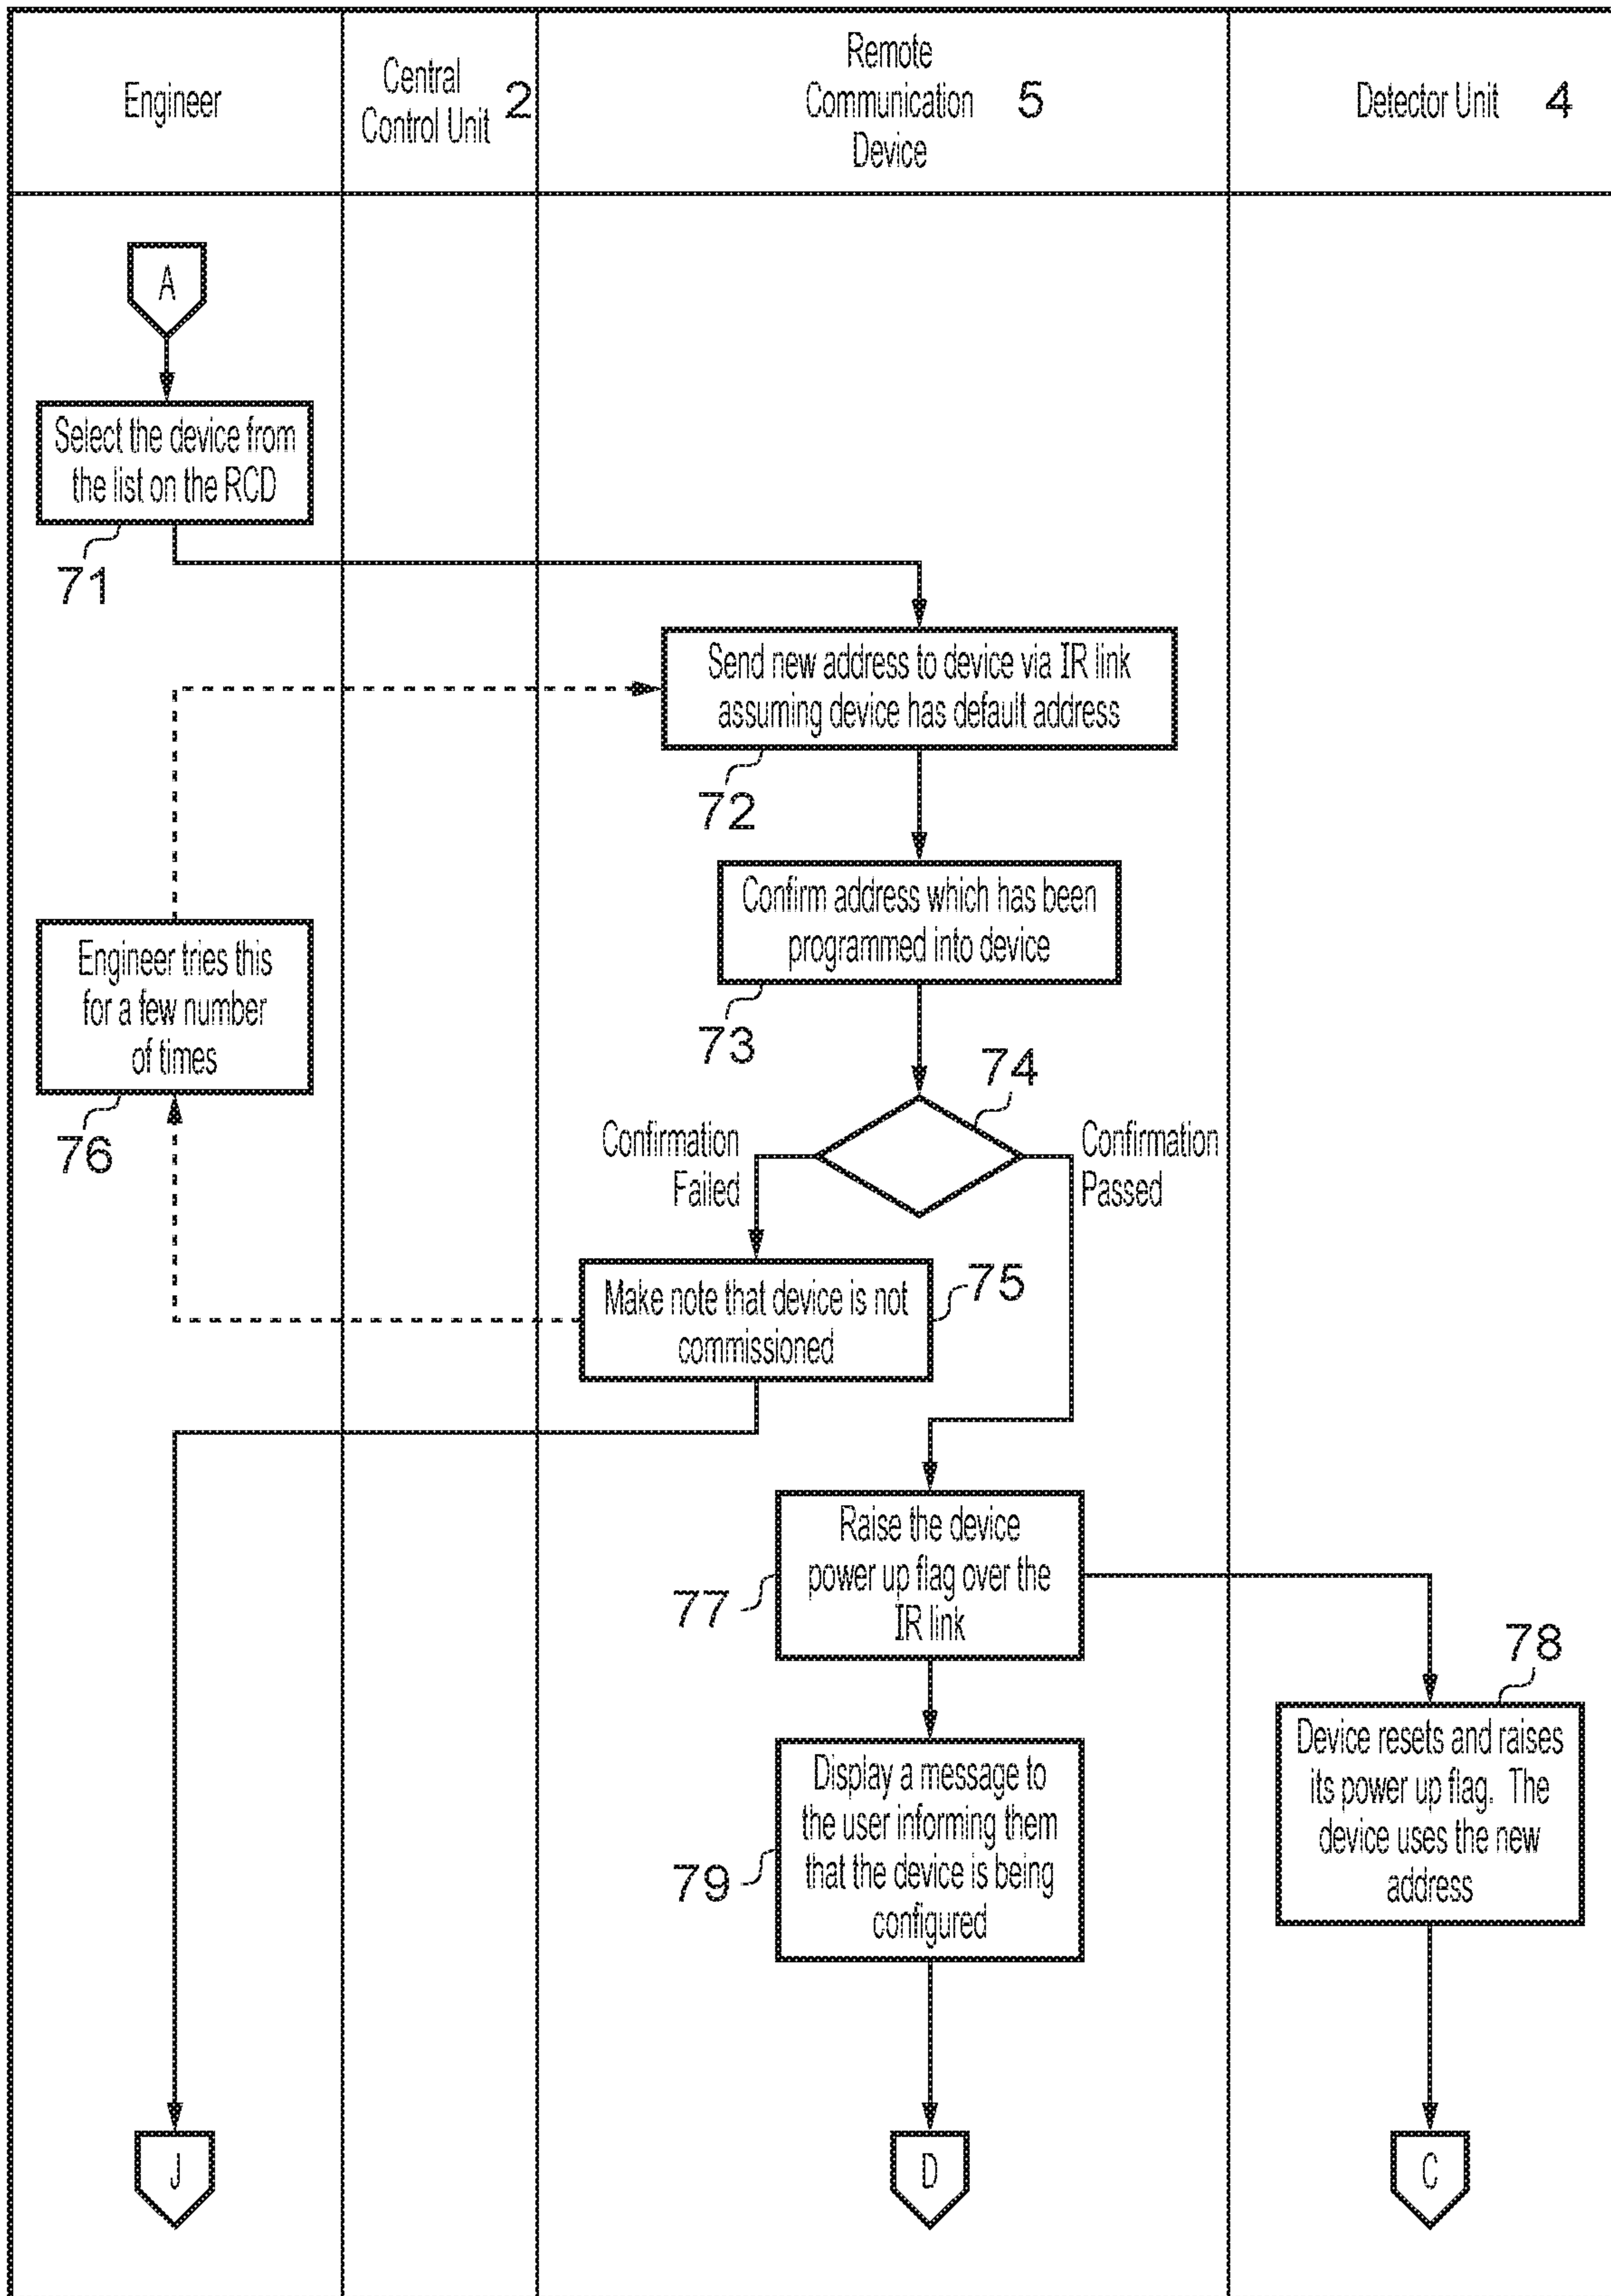 Engineer
Central
Control Unit 2
Remote
Communication 5
Device
Detector Unit 4
A
Select the device from
the list on the RCD
71
Send new address to device via IR link
assuming device has default address
72
Confirm address which has been
programmed into device
73
Engineer tries this
for a few number
of times
76
74
Confirmation
Failed
Confirmation
Passed
Make note that device is not
commissioned
75
Raise the device
power up flag over the
IR link
77
78
Device resets and raises
its power up flag. The
device uses the new
address
Display a message to
the user informing them
that the device is being
configured
79
J
D
C